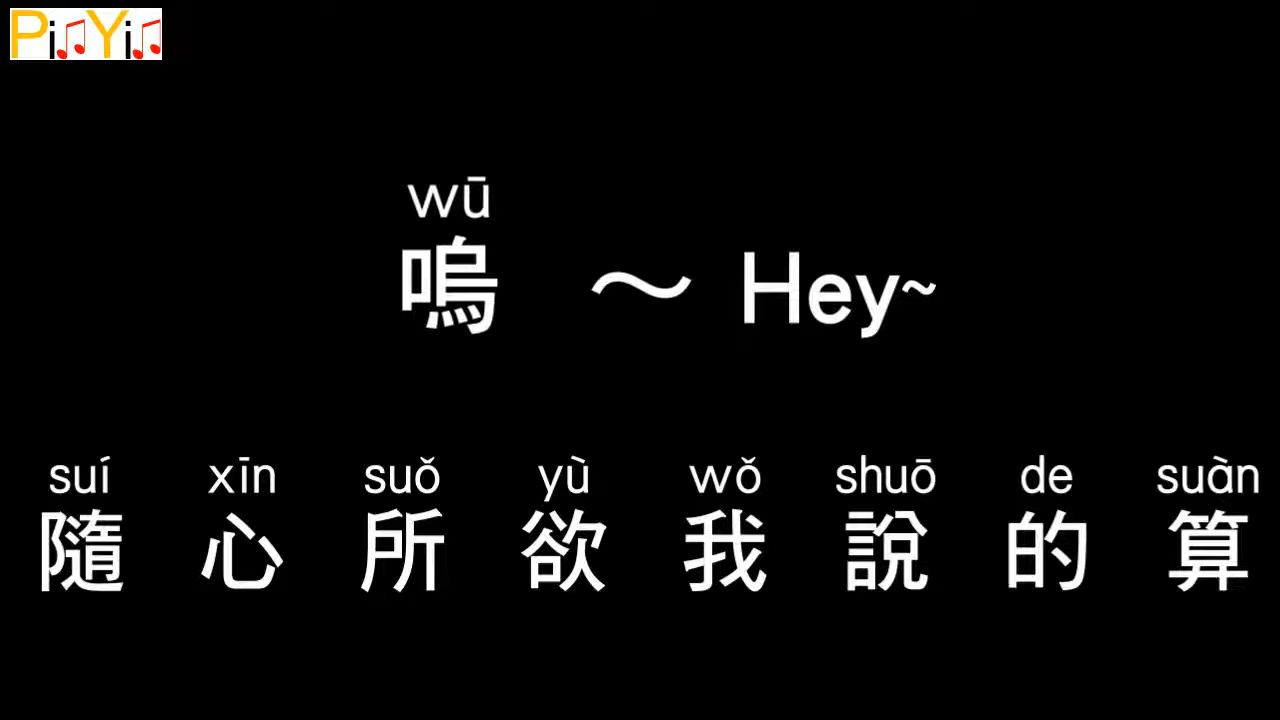 PinYin
wū
嗚 ～ Hey~
suí xīn suǒ yù wǒ shuō de suàn
隨 心 所 欲 我 說 的 算